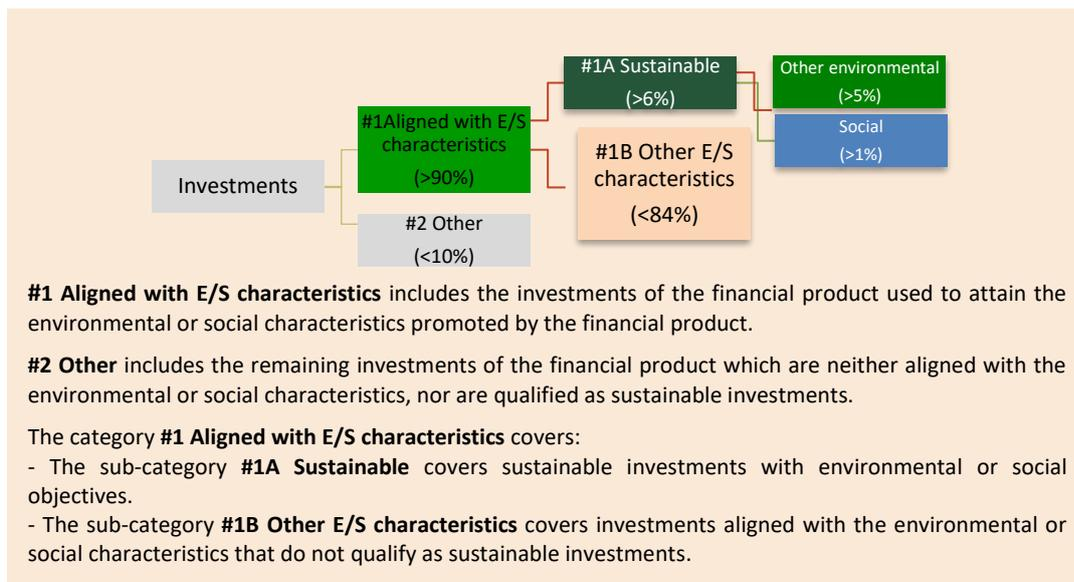 #1A Sustainable
(>6%)
Other environmental
(>5%)
Social
(>1%)
#1Aligned with E/S
characteristics
(>90%)
#1B Other E/S
characteristics
(<84%)
Investments
#2 Other
(<10%)
#1 Aligned with E/S characteristics includes the investments of the financial product used to attain the
environmental or social characteristics promoted by the financial product.
#2 Other includes the remaining investments of the financial product which are neither aligned with the
environmental or social characteristics, nor are qualified as sustainable investments.
The category #1 Aligned with E/S characteristics covers:
- The sub-category #1A Sustainable covers sustainable investments with environmental or social
objectives.
- The sub-category #1B Other E/S characteristics covers investments aligned with the environmental or
social characteristics that do not qualify as sustainable investments.